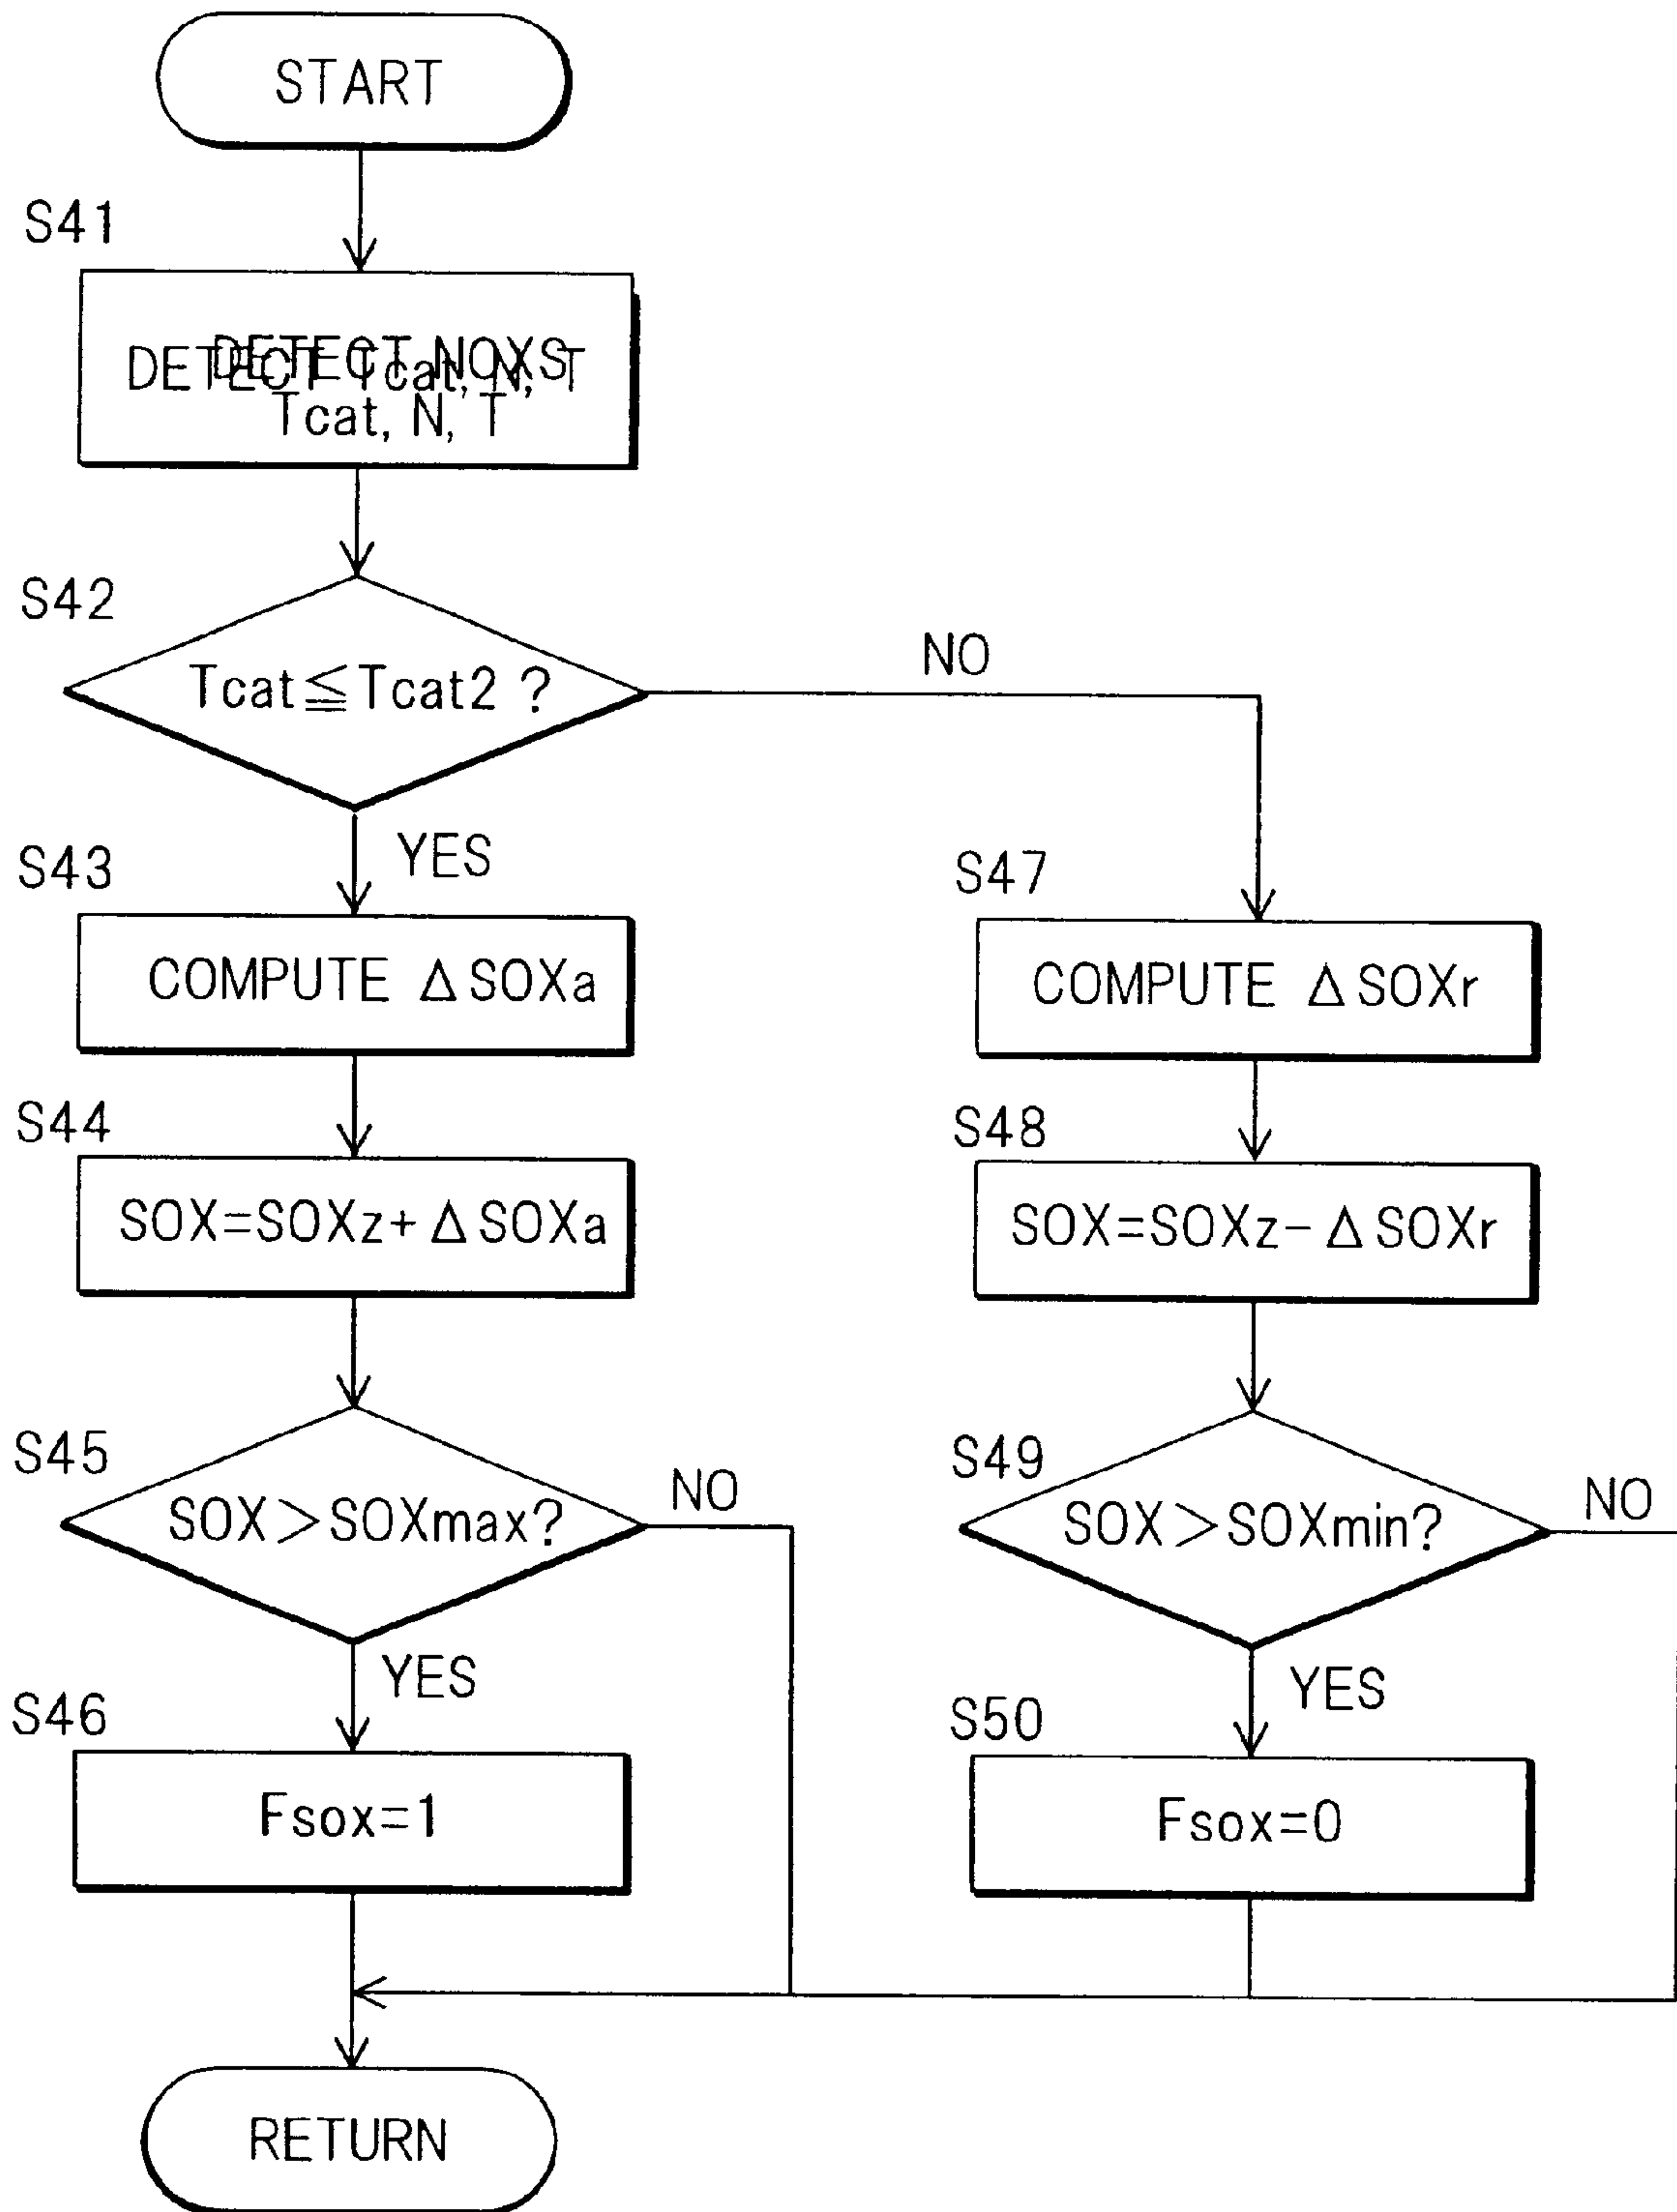 START
S41
DETECT Tcat, N, T
DETECT NOXS
Tcat, N, T
S42
Tcat≦Tcat2 ?
NO
YES
S43
COMPUTE ΔSOXa
S47
COMPUTE ΔSOXr
S44
SOX=SOXz+ΔSOXa
S48
SOX=SOXz-ΔSOXr
S45
SOX>SOXmax?
NO
YES
S49
SOX>SOXmin?
NO
YES
S46
Fsox=1
S50
Fsox=0
RETURN